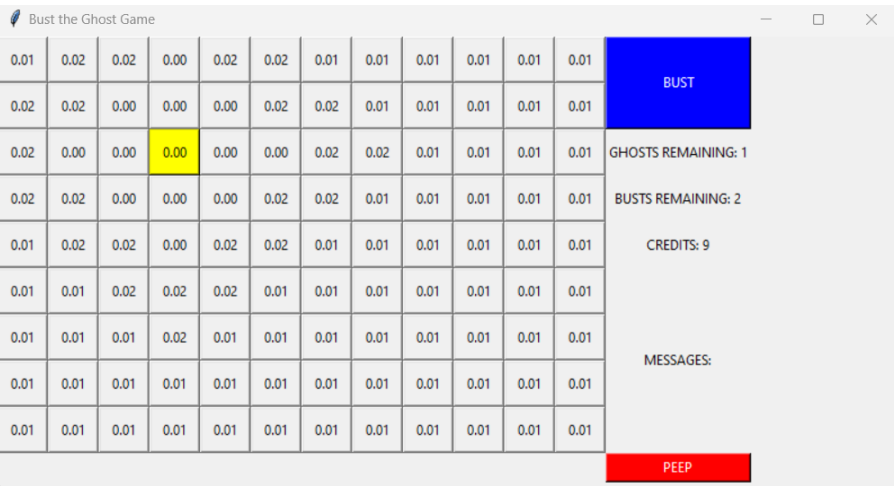 Bust the Ghost Game
0.01 0.02 0.02 0.00 0.02 0.02 0.01 0.01 0.01 0.01 0.01 0.01
BUST
0.02 0.02 0.00 0.00 0.00 0.02 0.02 0.01 0.01 0.01 0.01 0.01
0.02 0.00 0.00 0.00 0.00 0.00 0.02 0.02 0.01 0.01 0.01 0.01 GHOSTS REMAINING: 1
0.02 0.02 0.00 0.00 0.02 0.02 0.02 0.01 0.01 0.01 0.01 0.01 BUSTS REMAINING: 2
0.01 0.02 0.02 0.00 0.02 0.02 0.01 0.01 0.01 0.01 0.01 0.01 CREDITS: 9
0.01 0.01 0.02 0.02 0.02 0.01 0.01 0.01 0.01 0.01 0.01 0.01
0.01 0.01 0.01 0.02 0.01 0.01 0.01 0.01 0.01 0.01 0.01 0.01
MESSAGES:
0.01 0.01 0.01 0.01 0.01 0.01 0.01 0.01 0.01 0.01 0.01 0.01
0.01 0.01 0.01 0.01 0.01 0.01 0.01 0.01 0.01 0.01 0.01 0.01
PEEP